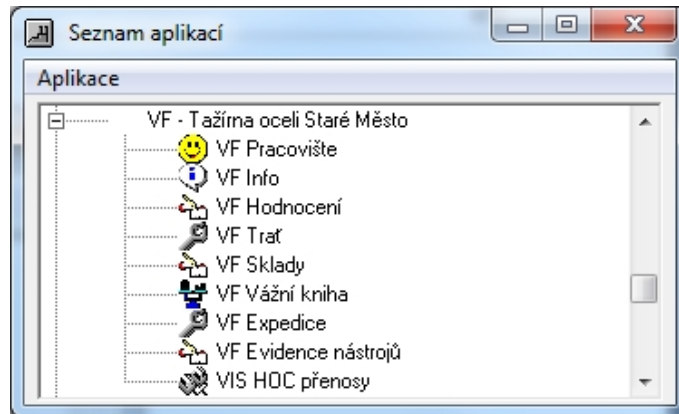 Seznam aplikací
Aplikace
VF - Tažírna oceli Staré Město
VF Pracovište
VF Info
VF Hodnocení
VF Trať
VF Sklady
VF Vážní kniha
VF Expedice
VF Evidence nástrojů
VIS HOC přenosy